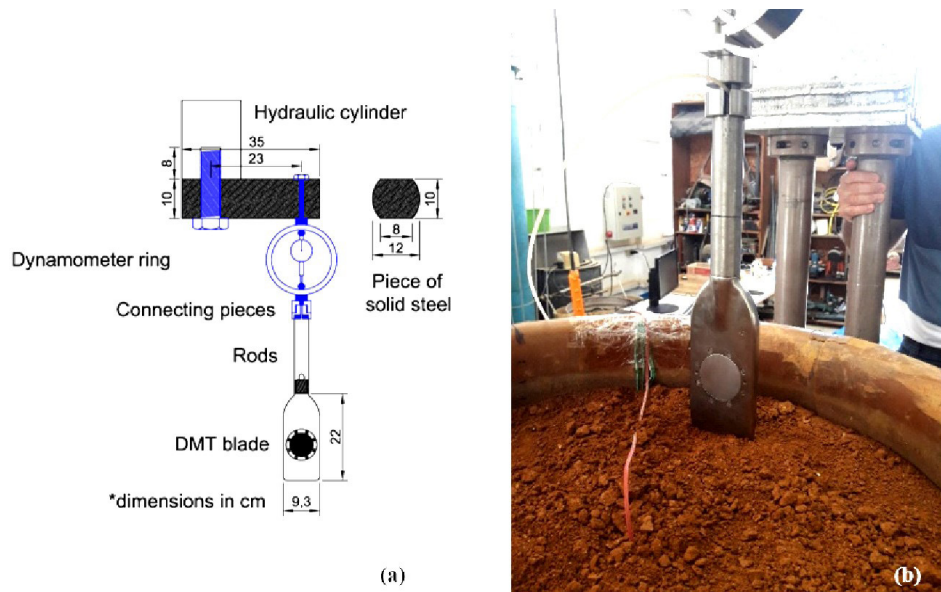 Hydraulic cylinder
35
23
8
10
10
8
12
Dynamometer ring
Piece of
solid steel
Connecting pieces
Rods
DMT blade
22
*dimensions in cm
9,3
(a)
(b)